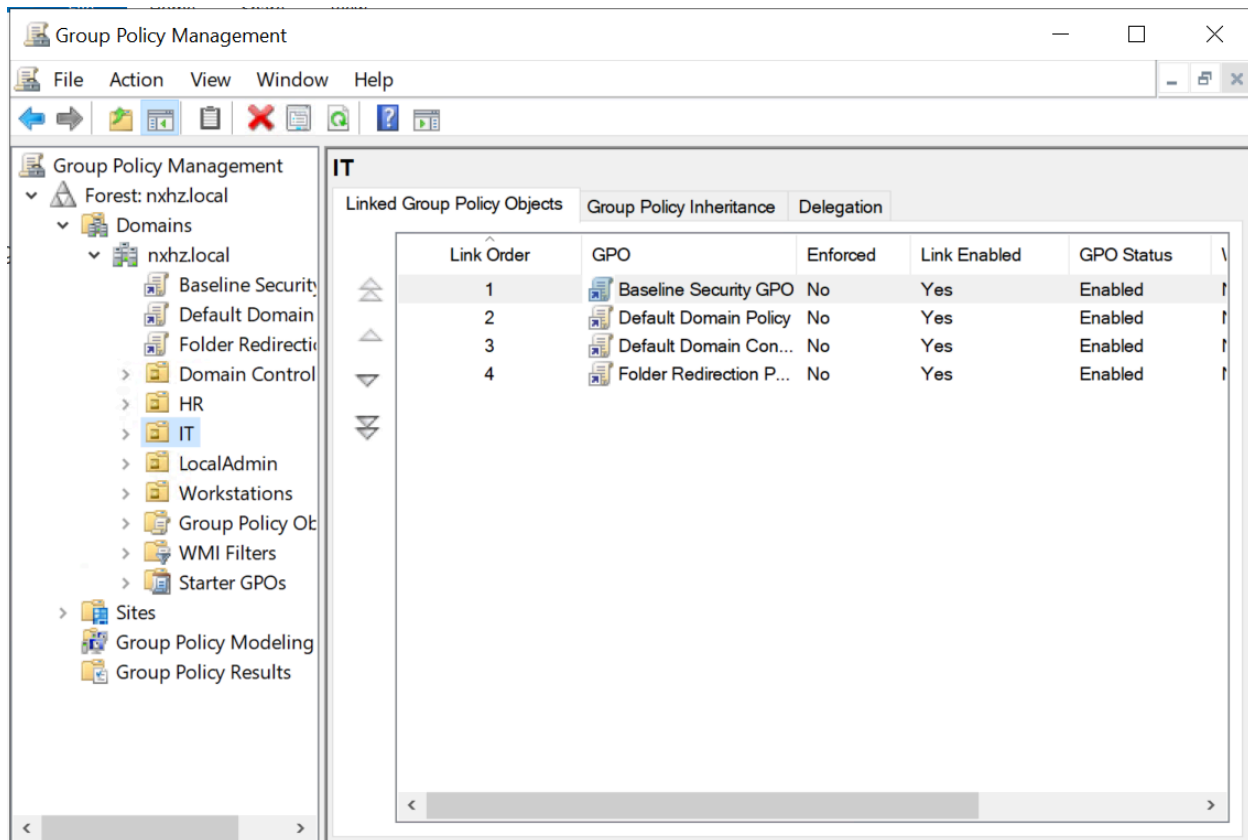 Group Policy Management
File Action View Window Help
Group Policy Management
Forest: nxhz.local
Domains
nxhz.local
Baseline Security
Default Domain
Folder Redirectio
Domain Control
HR
IT
LocalAdmin
Workstations
Group Policy Ob
WMI Filters
Starter GPOs
Sites
Group Policy Modeling
Group Policy Results
IT
Linked Group Policy Objects Group Policy Inheritance Delegation
Link Order GPO Enforced Link Enabled GPO Status
1 Baseline Security GPO No Yes Enabled
2 Default Domain Policy No Yes Enabled
3 Default Domain Con... No Yes Enabled
4 Folder Redirection P... No Yes Enabled